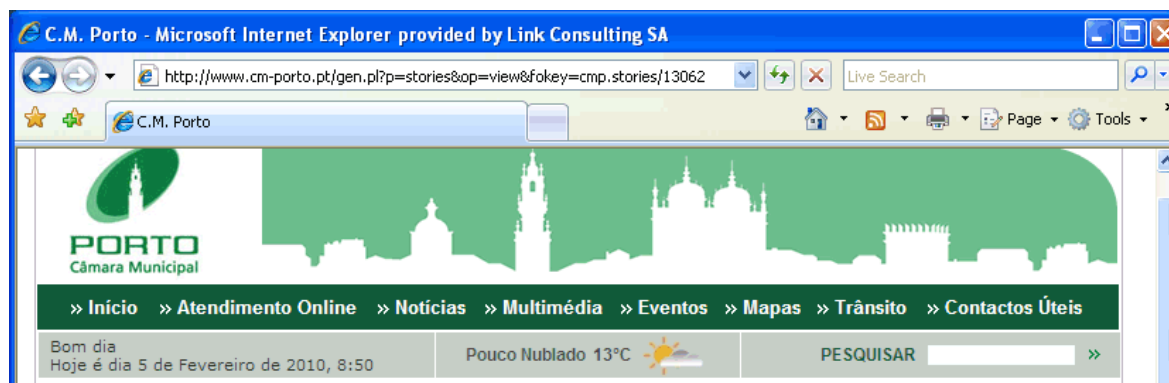 C.M. Porto - Microsoft Internet Explorer provided by Link Consulting SA
http://www.cm-porto.pt/gen.pl?p=stories&op=view&fokey=cmp.stories/13062 Live Search
C.M. Porto Page Tools »
PORTO
Câmara Municipal
» Início » Atendimento Online » Notícias » Multimédia » Eventos » Mapas » Trânsito » Contactos Úteis
Bom dia
Hoje é dia 5 de Fevereiro de 2010, 8:50
Pouco Nublado 13ºC
PESQUISAR »